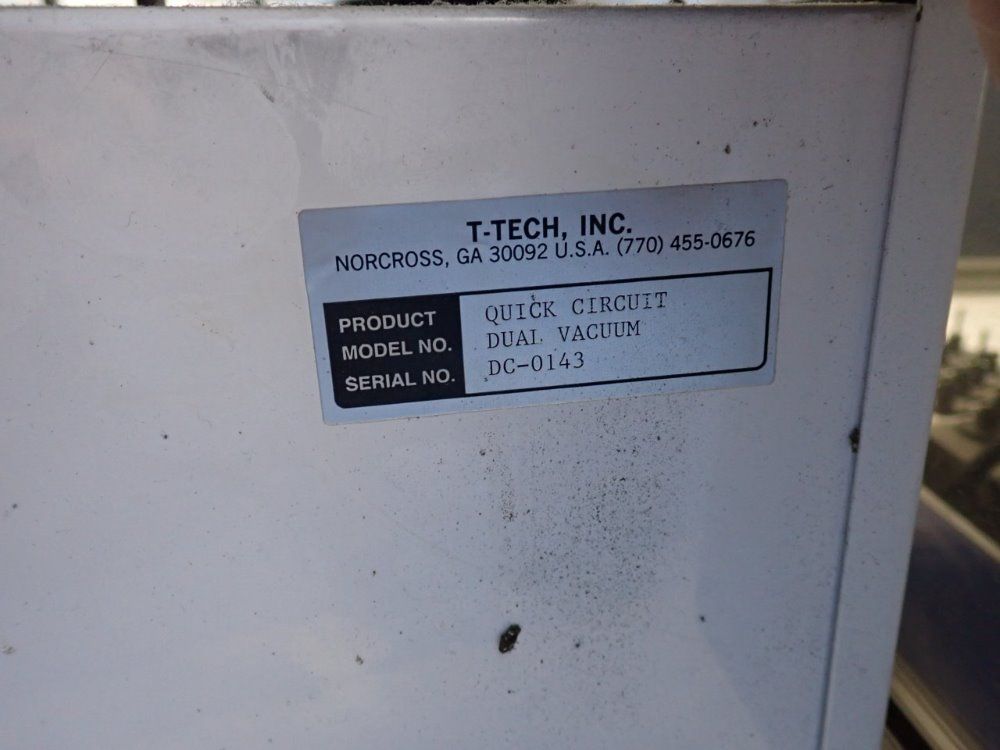 T-TECH, INC.
NORCROSS, GA 30092 U.S.A. (770) 455-0676
PRODUCT QUICK CIRCUIT
MODEL NO. DUAL VACUUM
SERIAL NO. DC-0143